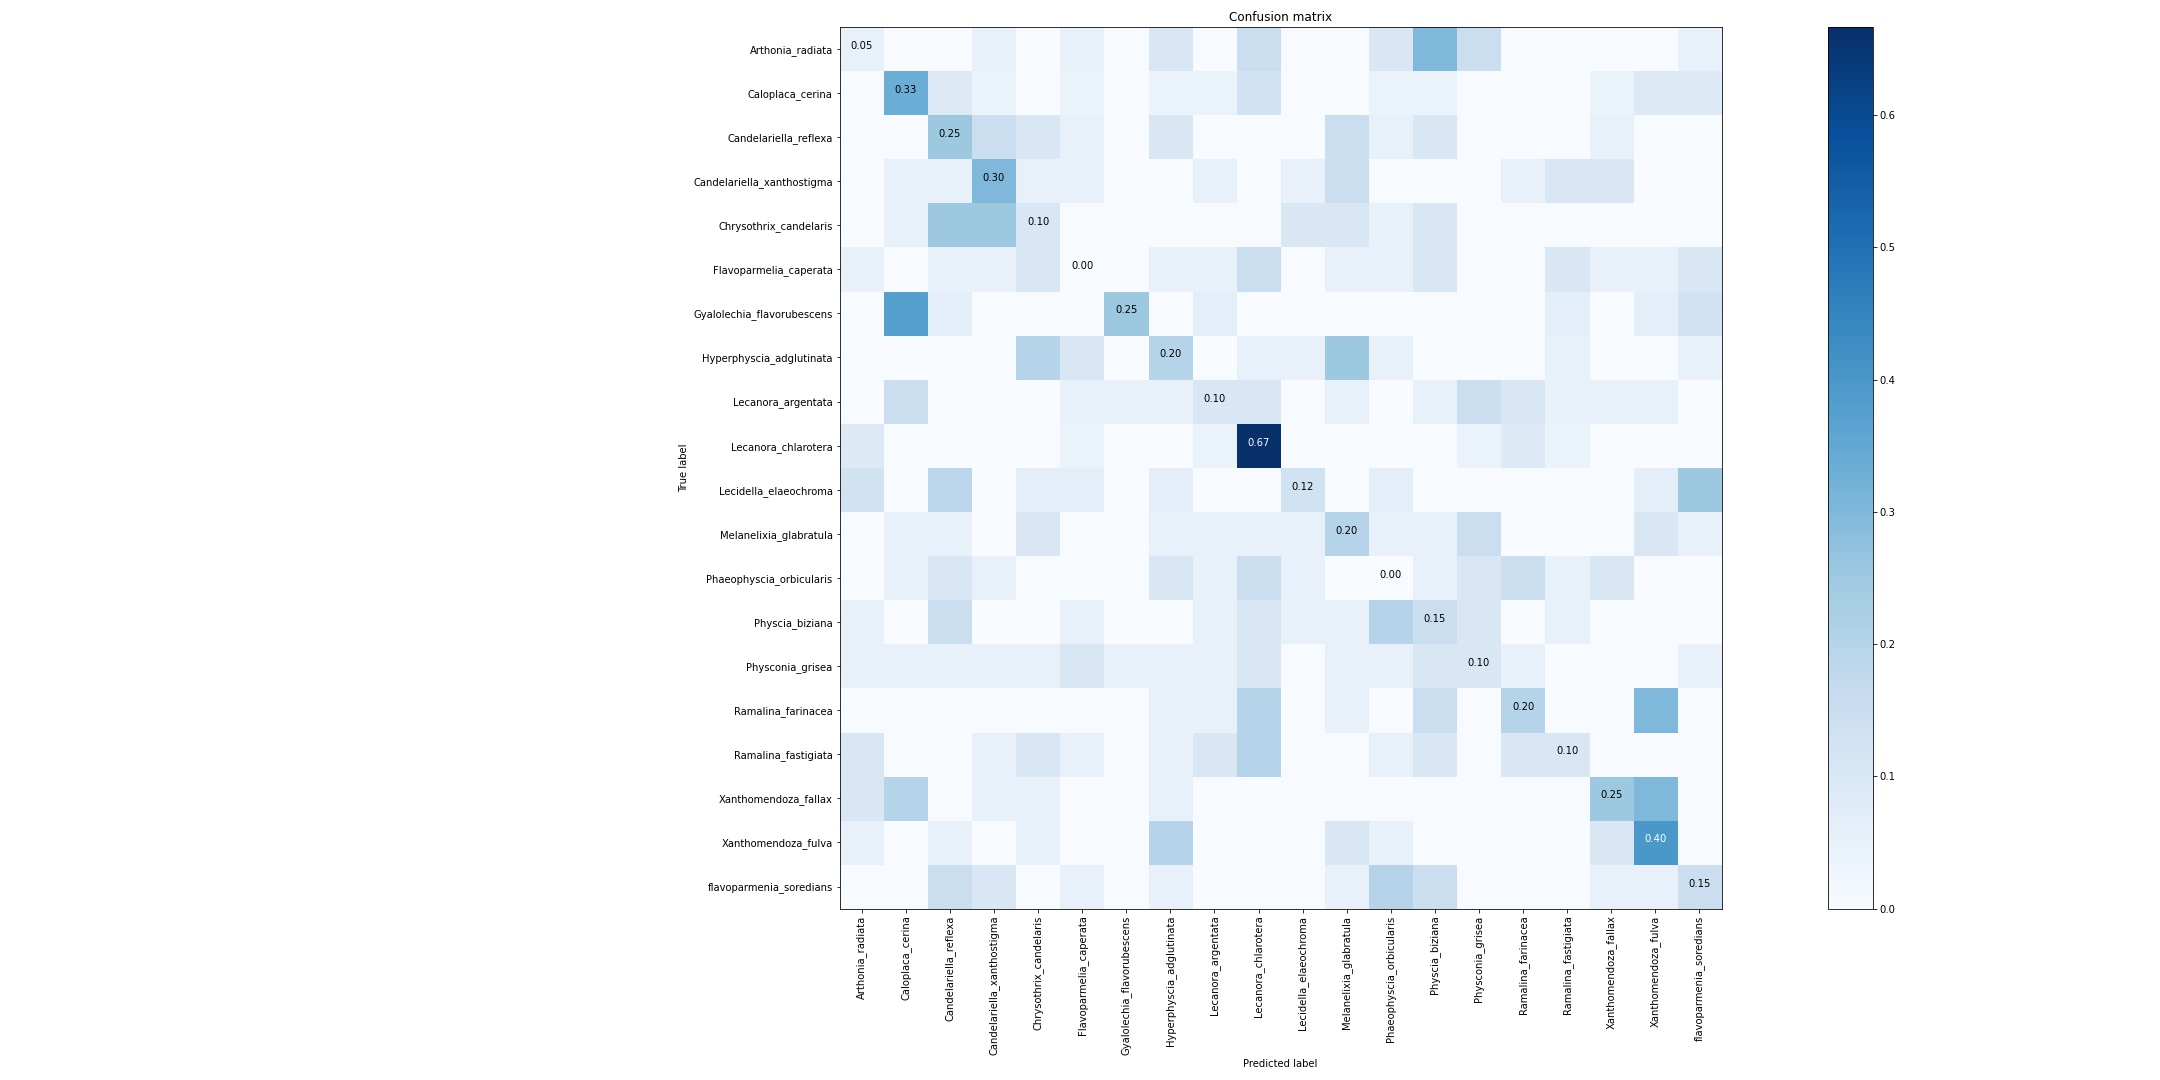 Confusion matrix
Arthonia_radiata
Caloplaca_cerina
Candelariella_reflexa
Candelariella_xanthostigma
Chrysothrix_candelaris
Flavoparmelia_caperata
Gyalolechia_flavorubescens
Hyperphyscia_adglutinata
Lecanora_argentata
Lecanora_chlarotera
Lecidella_elaeochroma
Melanelixia_glabratula
Phaeophyscia_orbicularis
Physcia_biziana
Physconia_grisea
Ramalina_farinacea
Ramalina_fastigiata
Xanthomendoza_fallax
Xanthomendoza_fulva
flavoparmenia_soredians
True label
0.05
0.33
0.25
0.30
0.10
0.00
0.25
0.20
0.10
0.67
0.12
0.20
0.00
0.15
0.10
0.20
0.10
0.25
0.40
0.15
Arthonia_radiata
Caloplaca_cerina
Candelariella_reflexa
Candelariella_xanthostigma
Chrysothrix_candelaris
Flavoparmelia_caperata
Gyalolechia_flavorubescens
Hyperphyscia_adglutinata
Lecanora_argentata
Lecanora_chlarotera
Lecidella_elaeochroma
Melanelixia_glabratula
Phaeophyscia_orbicularis
Physcia_biziana
Physconia_grisea
Ramalina_farinacea
Ramalina_fastigiata
Xanthomendoza_fallax
Xanthomendoza_fulva
flavoparmenia_soredians
Predicted label
0.6
0.5
0.4
0.3
0.2
0.1
0.0